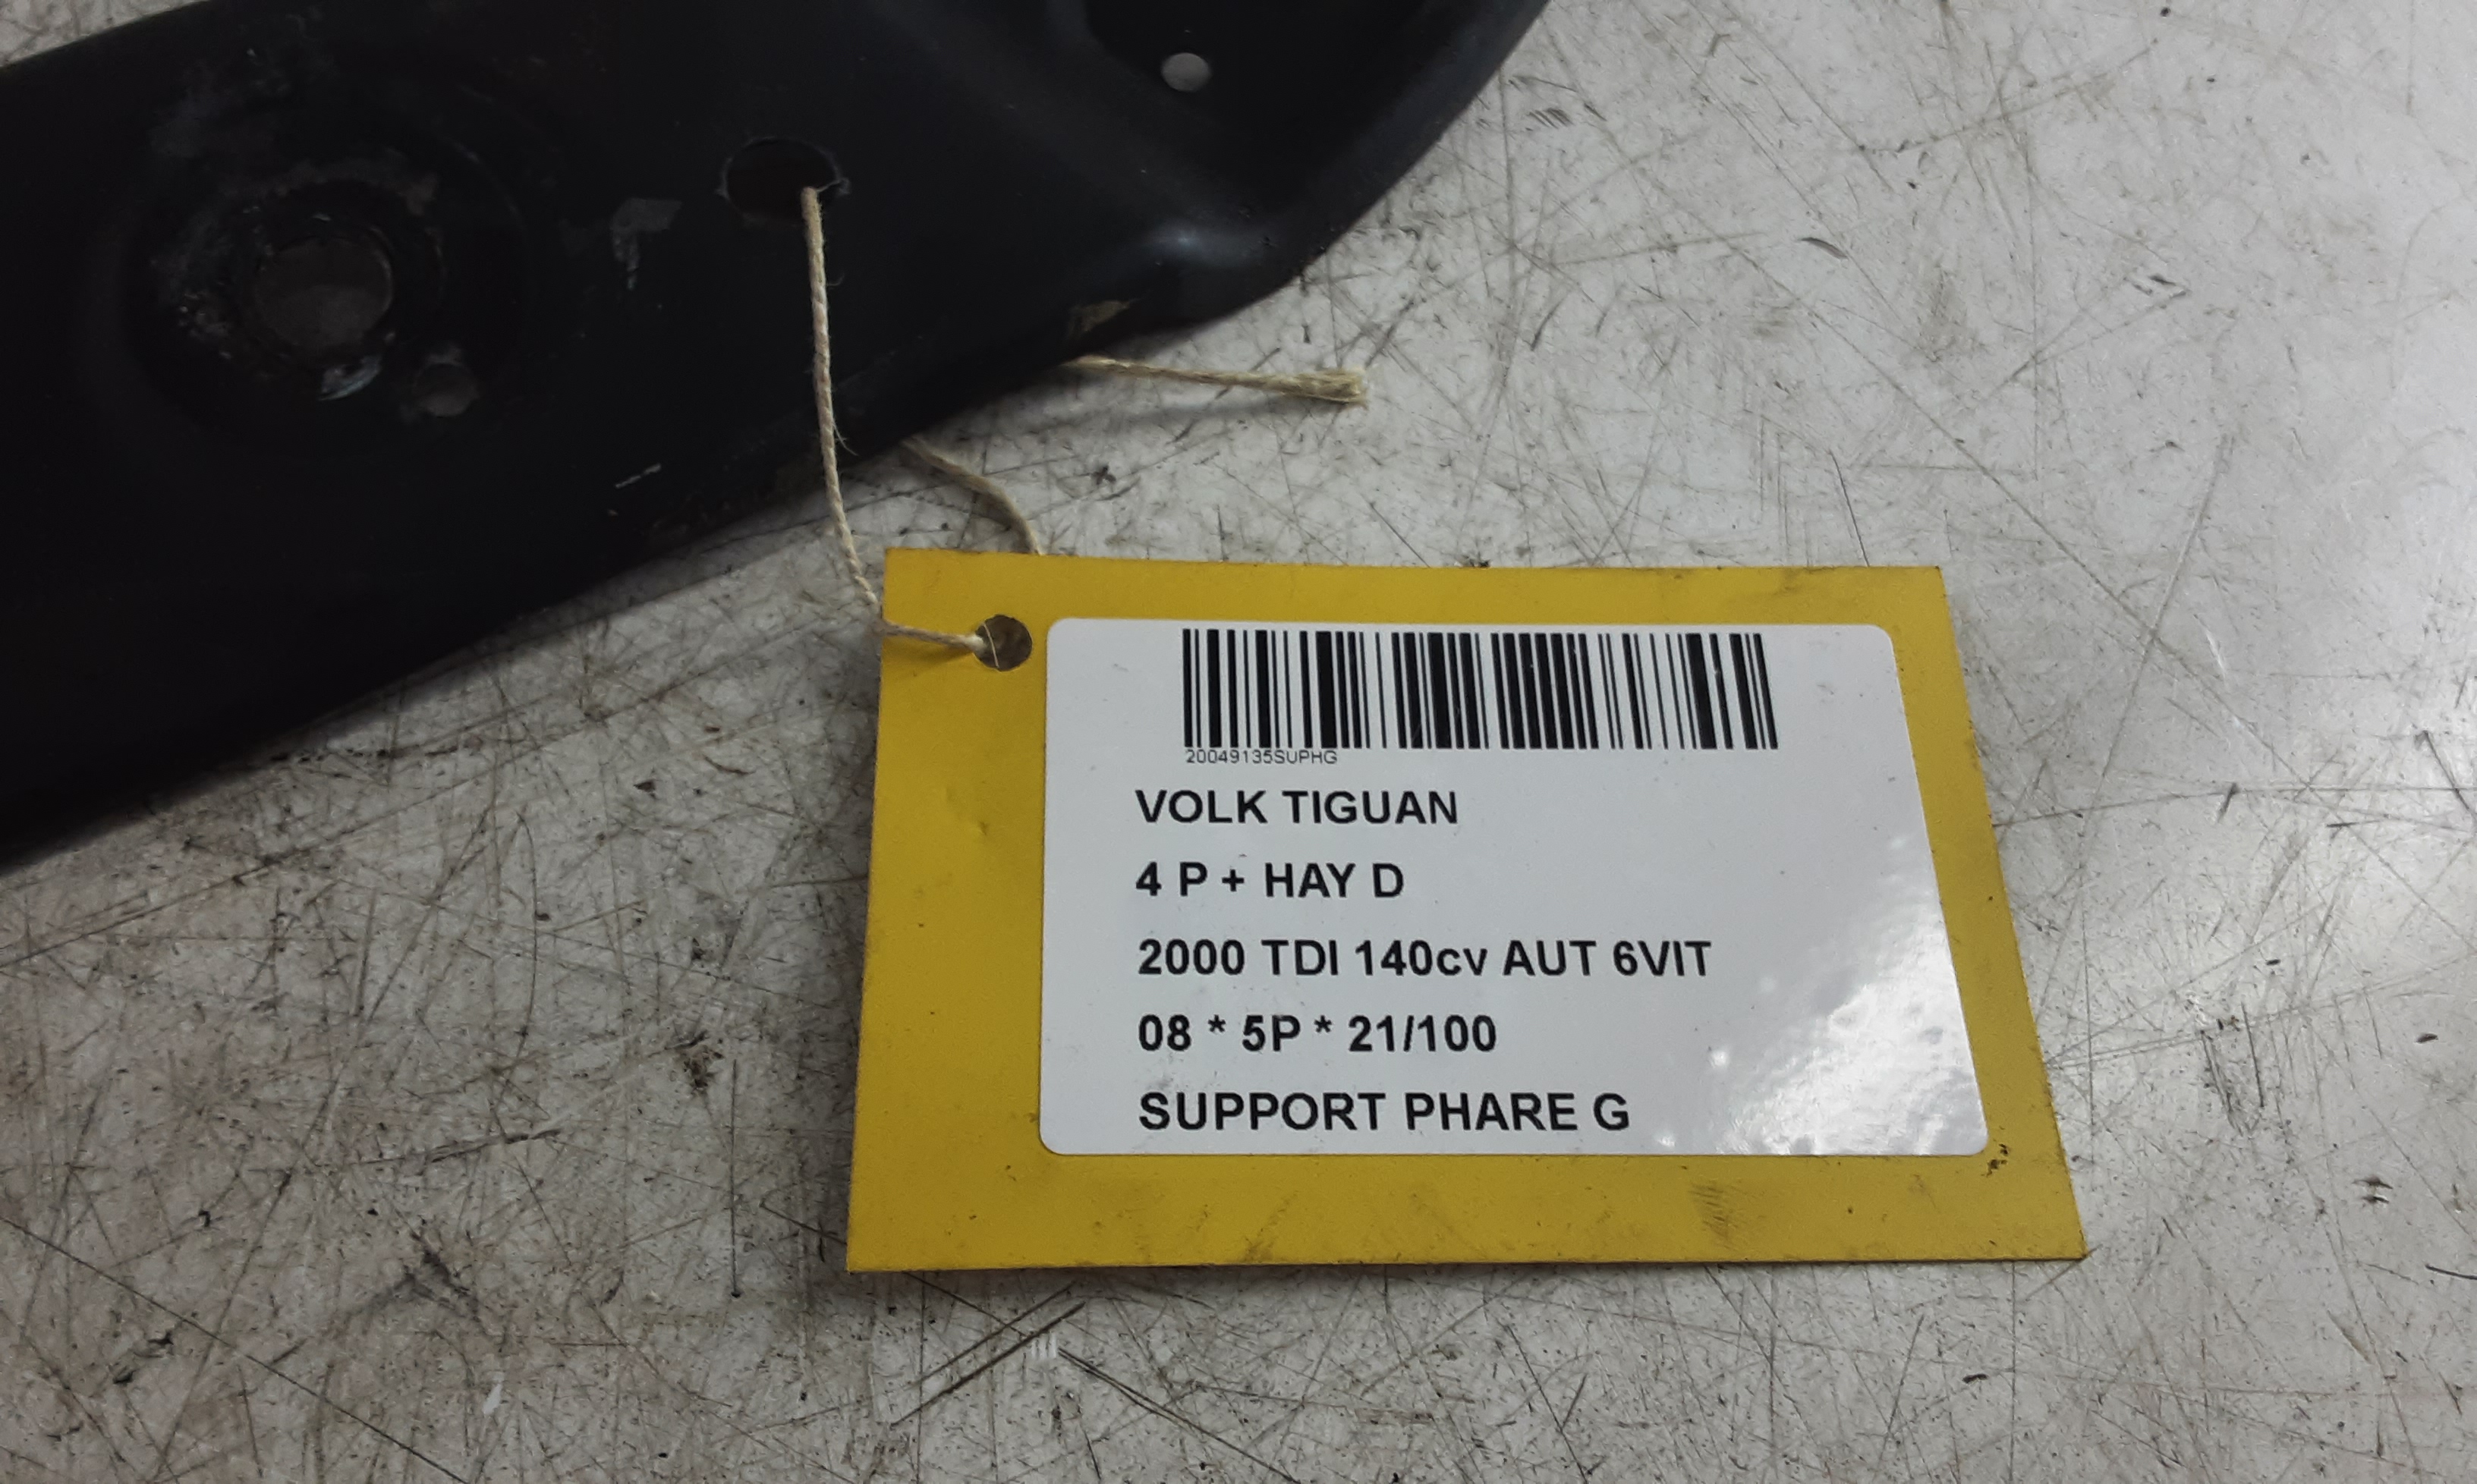 20049135SUPHG
VOLK TIGUAN
4 P + HAY D
2000 TDI 140cv AUT 6VIT
08 * 5P * 21/100
SUPPORT PHARE G